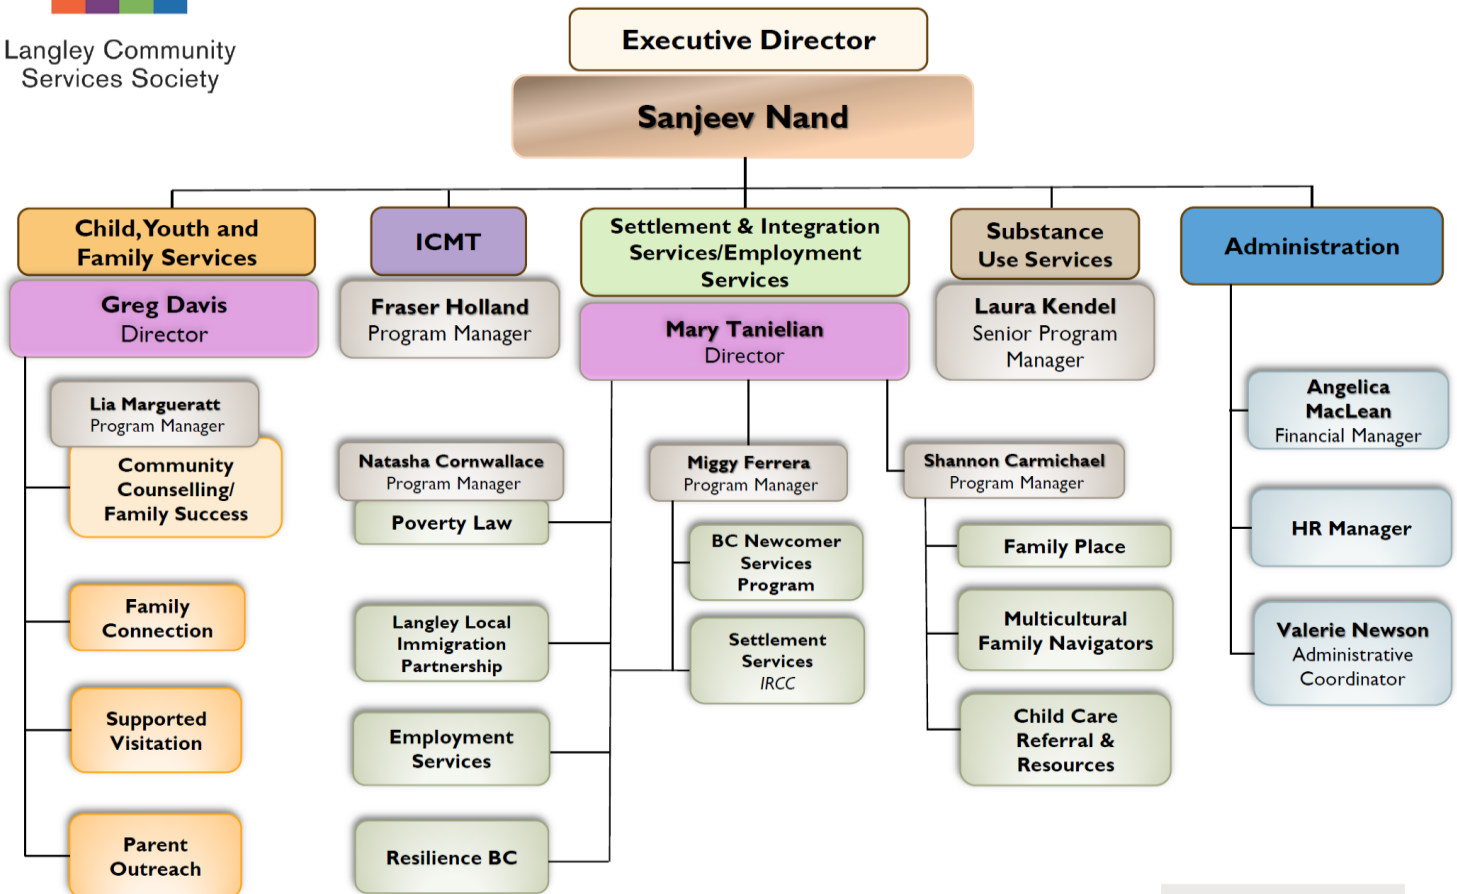 Langley Community
Services Society
Executive Director
Sanjeev Nand
Child, Youth and
Family Services
Greg Davis
Director
Lia Margueratt
Program Manager
Community
Counselling/
Family Success
Family
Connection
Supported
Visitation
Parent
Outreach
ICMT
Fraser Holland
Program Manager
Settlement & Integration
Services/Employment
Services
Mary Tanielian
Director
Natasha Cornwallace
Program Manager
Poverty Law
Langley Local
Immigration
Partnership
Employment
Services
Resilience BC
Miggy Ferrera
Program Manager
BC Newcomer
Services
Program
Settlement
Services
IRCC
Shannon Carmichael
Program Manager
Family Place
Multicultural
Family Navigators
Child Care
Referral &
Resources
Substance
Use Services
Laura Kendel
Senior Program
Manager
Administration
Angelica
MacLean
Financial Manager
HR Manager
Valerie Newson
Administrative
Coordinator